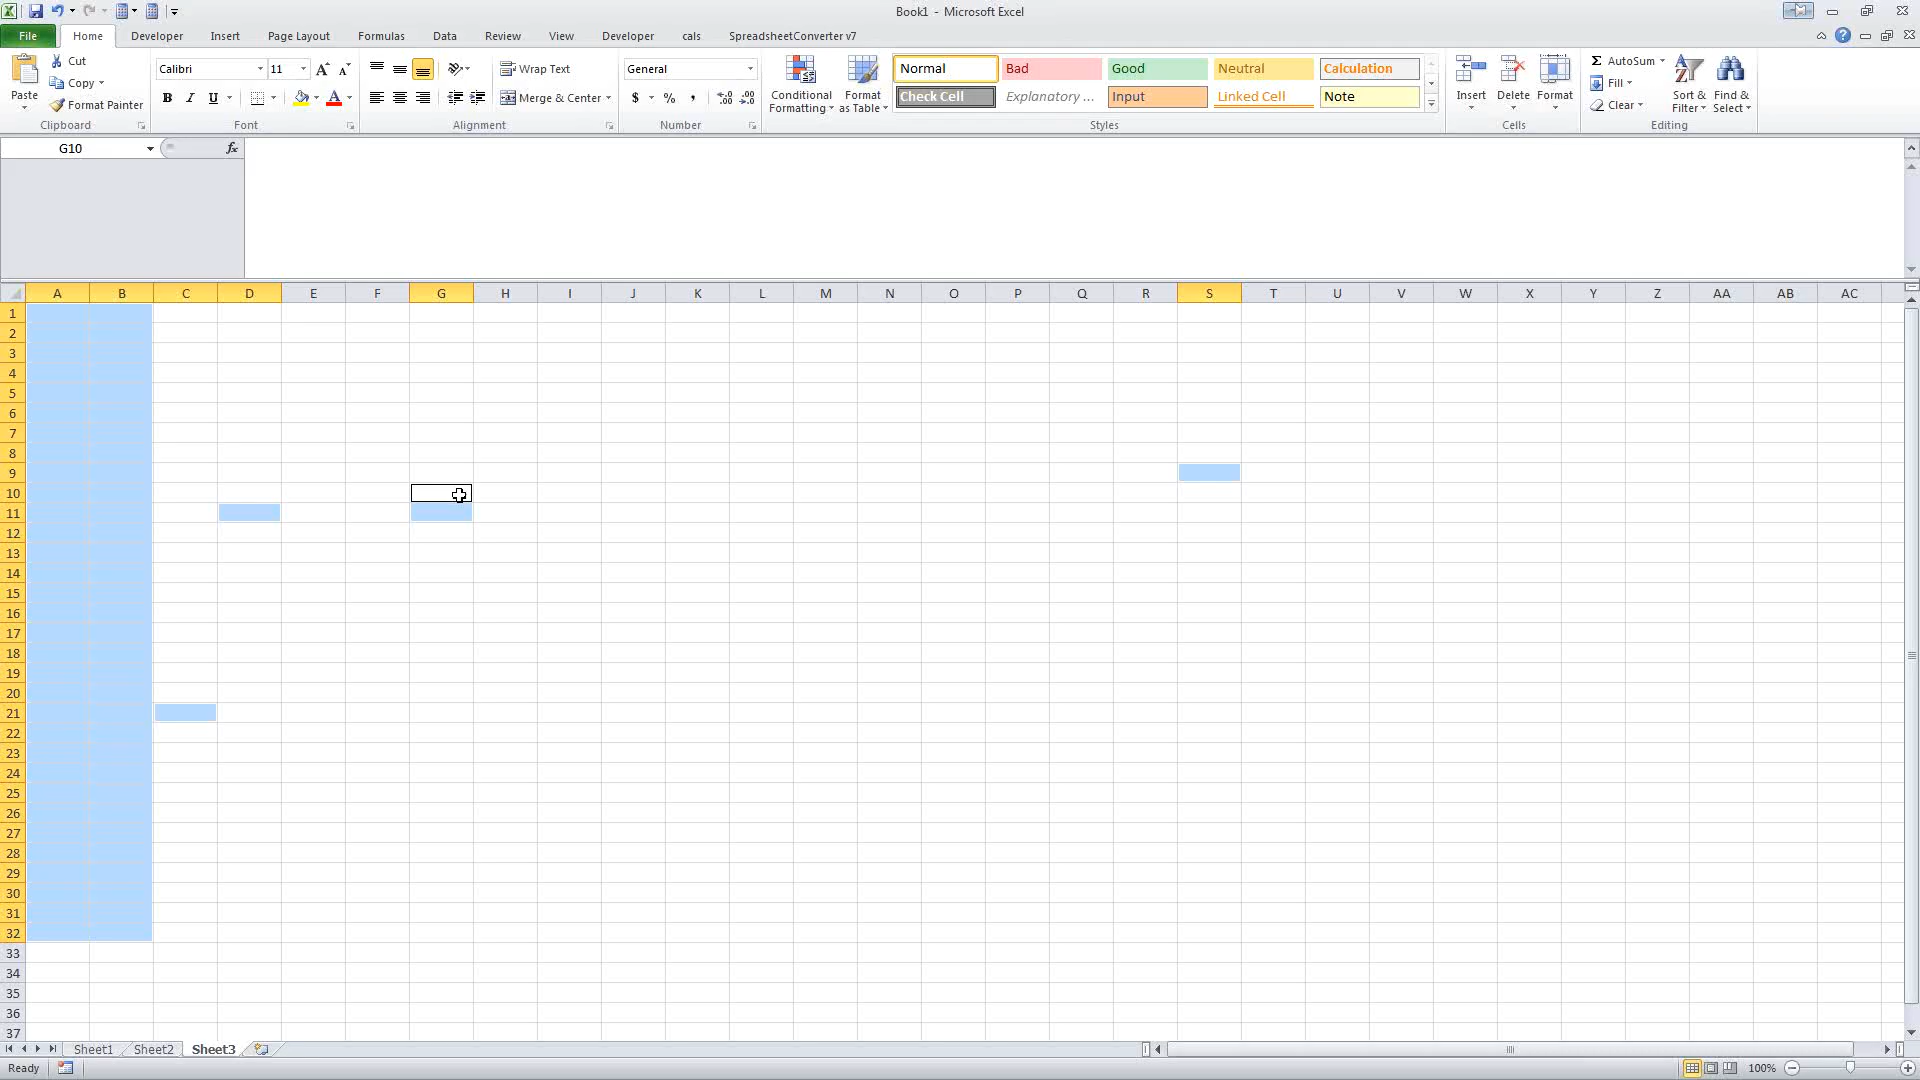 Book1 - Microsoft Excel
File Home Developer Insert Page Layout Formulas Data Review View Developer cals SpreadsheetConverter v7
Paste
Cut
Copy
Format Painter
Clipboard
Calibri 11
B I U
Font
Wrap Text
Merge & Center
Alignment
General
$ % ,
Number
Conditional Formatting
Format as Table
Normal Bad Good Neutral Calculation
Check Cell Explanatory ... Input Linked Cell Note
Styles
Insert Delete Format
Cells
Σ AutoSum
Fill
Clear
Sort & Filter
Find & Select
Editing
G10 fx
A B C D E F G H I J K L M N O P Q R S T U V W X Y Z AA AB AC
1
2
3
4
5
6
7
8
9
10
11
12
13
14
15
16
17
18
19
20
21
22
23
24
25
26
27
28
29
30
31
32
33
34
35
36
37
Sheet1 Sheet2 Sheet3
Ready 100%